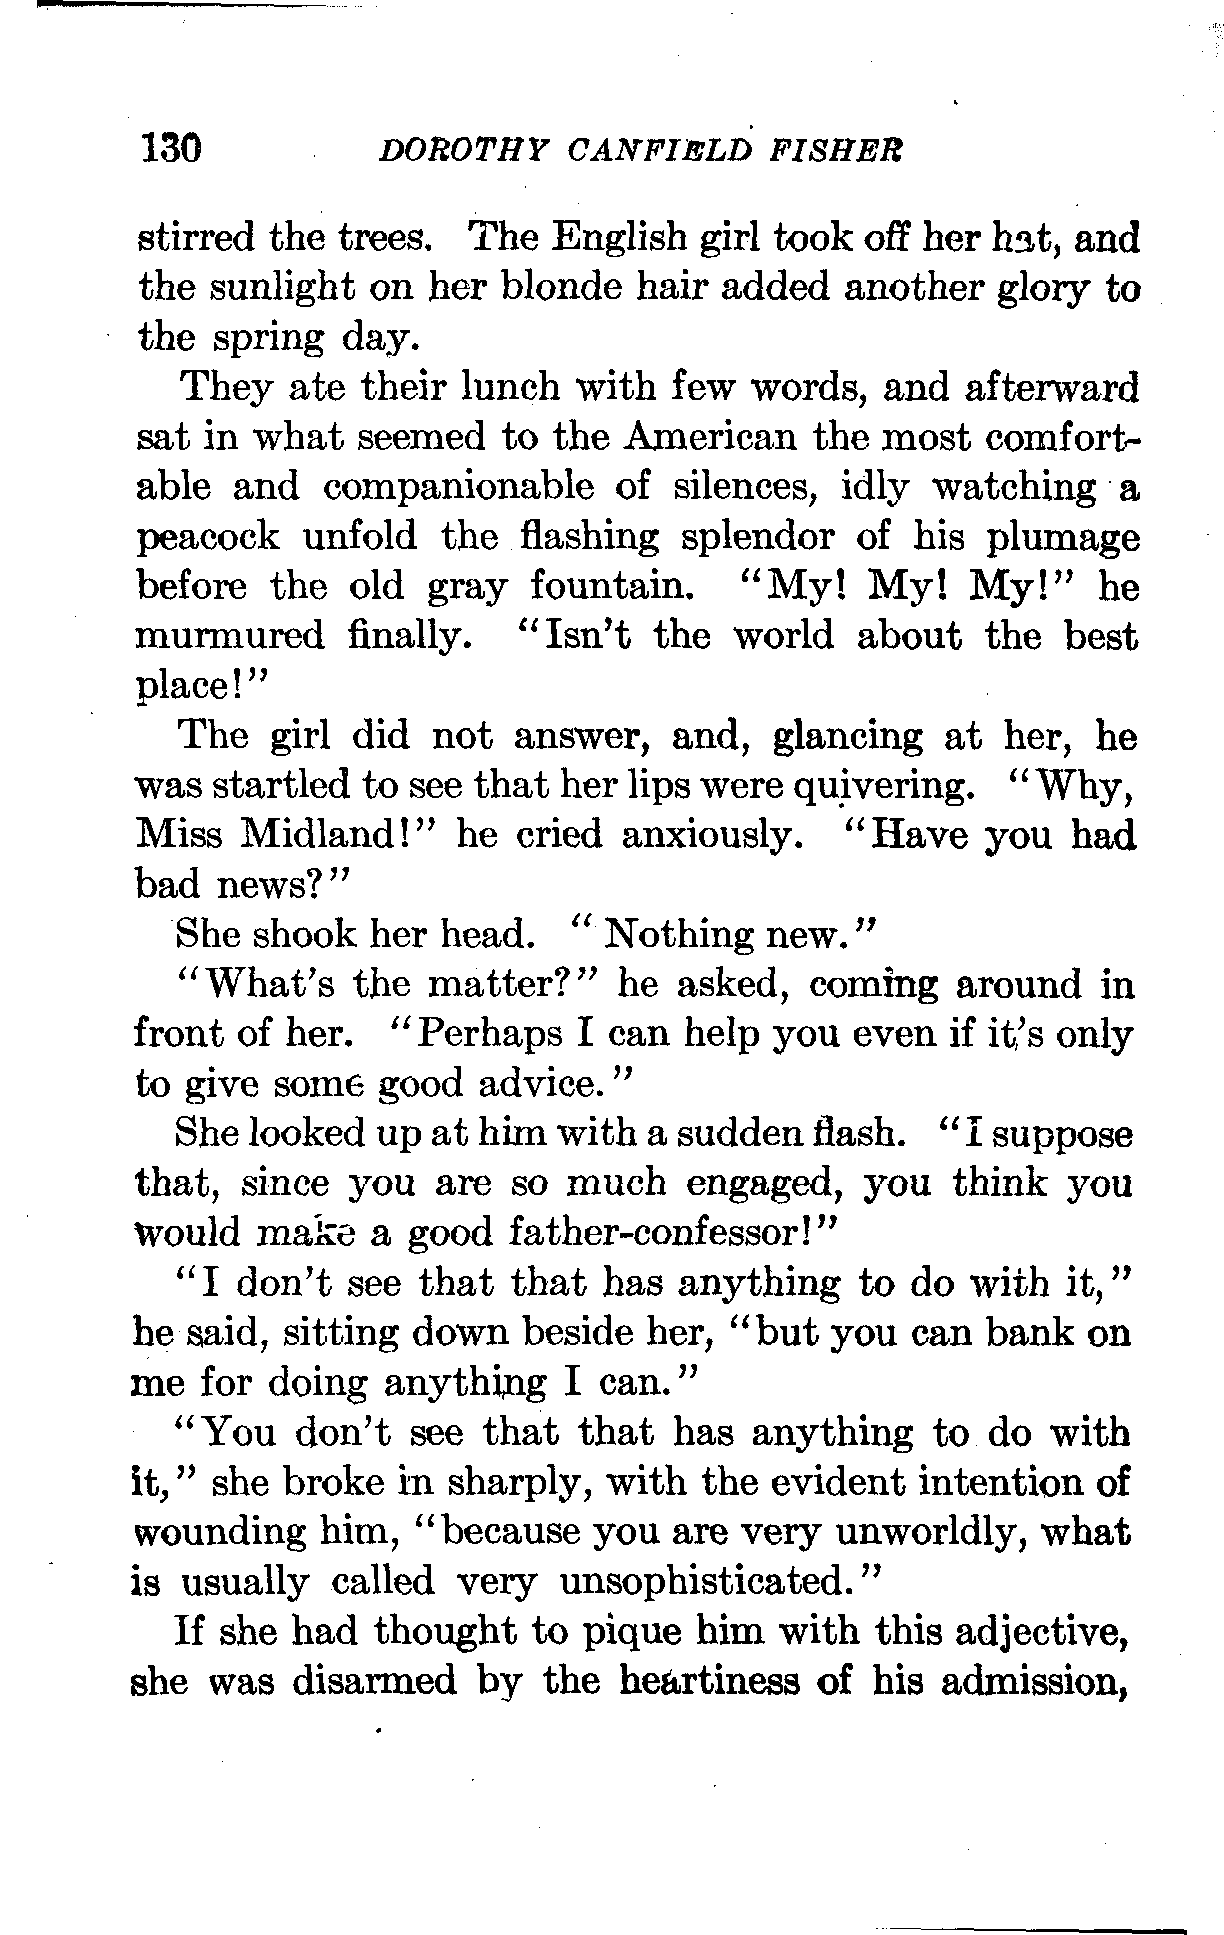 130 DOROTHY CANFIELD FISHER
stirred the trees. The English girl took off her hat, and
the sunlight on her blonde hair added another glory to
the spring day.
They ate their lunch with few words, and afterward
sat in what seemed to the American the most comfort-
able and companionable of silences, idly watching a
peacock unfold the flashing splendor of his plumage
before the old gray fountain. "My! My! My!" he
murmured finally. "Isn't the world about the best
place!"
The girl did not answer, and, glancing at her, he
was startled to see that her lips were quivering. "Why,
Miss Midland!" he cried anxiously. "Have you had
bad news?"
She shook her head. "Nothing new."
"What's the matter?" he asked, coming around in
front of her. "Perhaps I can help you even if it's only
to give some good advice."
She looked up at him with a sudden flash. "I suppose
that, since you are so much engaged, you think you
would make a good father-confessor!"
"I don't see that that has anything to do with it,"
he said, sitting down beside her, "but you can bank on
me for doing anything I can."
"You don't see that that has anything to do with
it," she broke in sharply, with the evident intention of
wounding him, "because you are very unworldly, what
is usually called very unsophisticated."
If she had thought to pique him with this adjective,
she was disarmed by the heartiness of his admission,